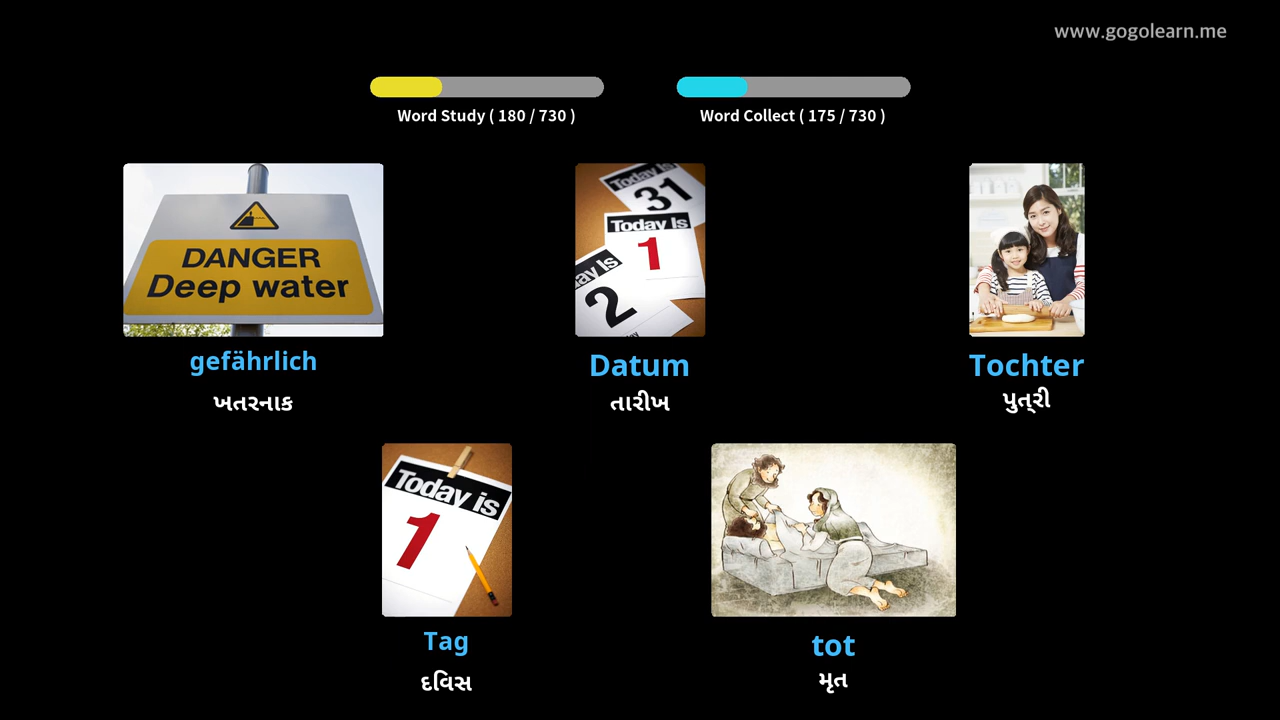 www.gogolearn.me
Word Study ( 180 / 730 )
Word Collect ( 175 / 730 )
DANGER
Deep water
Today Is
31
Today Is
1
ay Is
2
gefährlich
ખતરનાક
Datum
તારીખ
Tochter
પુત્રી
Today is
1
Tag
દિવસ
tot
મૃત